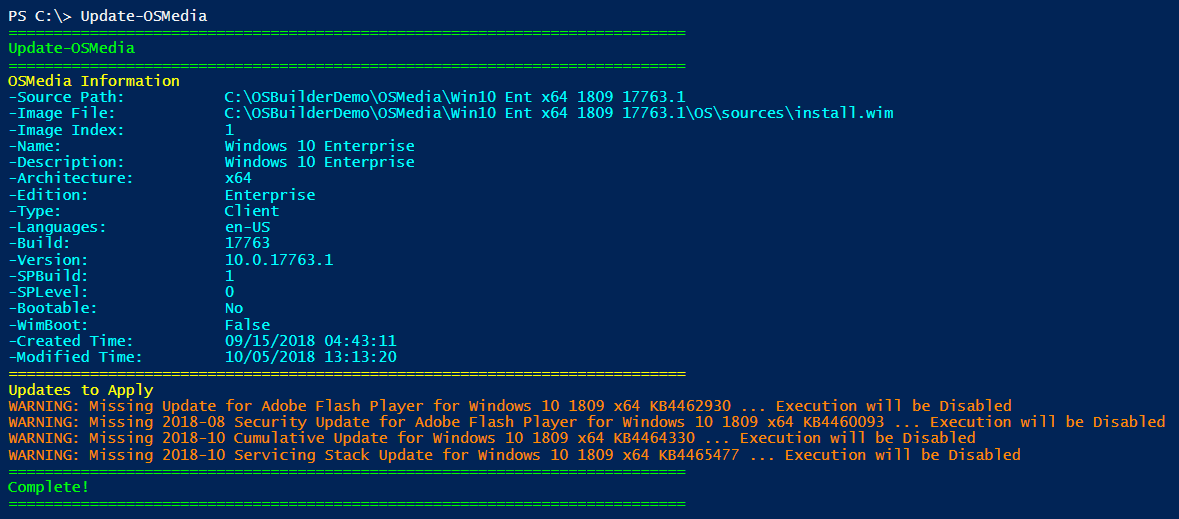 PS C:\> Update-OSMedia
===========================================================================
Update-OSMedia
===========================================================================
OSMedia Information
-Source Path: C:\OSBuilderDemo\OSMedia\Win10 Ent x64 1809 17763.1
-Image File: C:\OSBuilderDemo\OSMedia\Win10 Ent x64 1809 17763.1\OS\sources\install.wim
-Image Index: 1
-Name: Windows 10 Enterprise
-Description: Windows 10 Enterprise
-Architecture: x64
-Edition: Enterprise
-Type: Client
-Languages: en-US
-Build: 17763
-Version: 10.0.17763.1
-SPBuild: 1
-SPLevel: 0
-Bootable: No
-WimBoot: False
-Created Time: 09/15/2018 04:43:11
-Modified Time: 10/05/2018 13:13:20
===========================================================================
Updates to Apply
WARNING: Missing Update for Adobe Flash Player for Windows 10 1809 x64 KB4462930 ... Execution will be Disabled
WARNING: Missing 2018-08 Security Update for Adobe Flash Player for Windows 10 1809 x64 KB4460093 ... Execution will be Disabled
WARNING: Missing 2018-10 Cumulative Update for Windows 10 1809 x64 KB4464330 ... Execution will be Disabled
WARNING: Missing 2018-10 Servicing Stack Update for Windows 10 1809 x64 KB4465477 ... Execution will be Disabled
===========================================================================
Complete!
===========================================================================